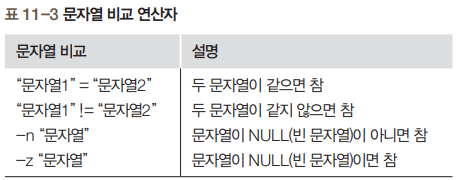 표 11-3 문자열 비교 연산자
문자열 비교 설명
“문자열1” = “문자열2” 두 문자열이 같으면 참
“문자열1” != “문자열2” 두 문자열이 같지 않으면 참
-n “문자열” 문자열이 NULL(빈 문자열)이 아니면 참
-z “문자열” 문자열이 NULL(빈 문자열)이면 참